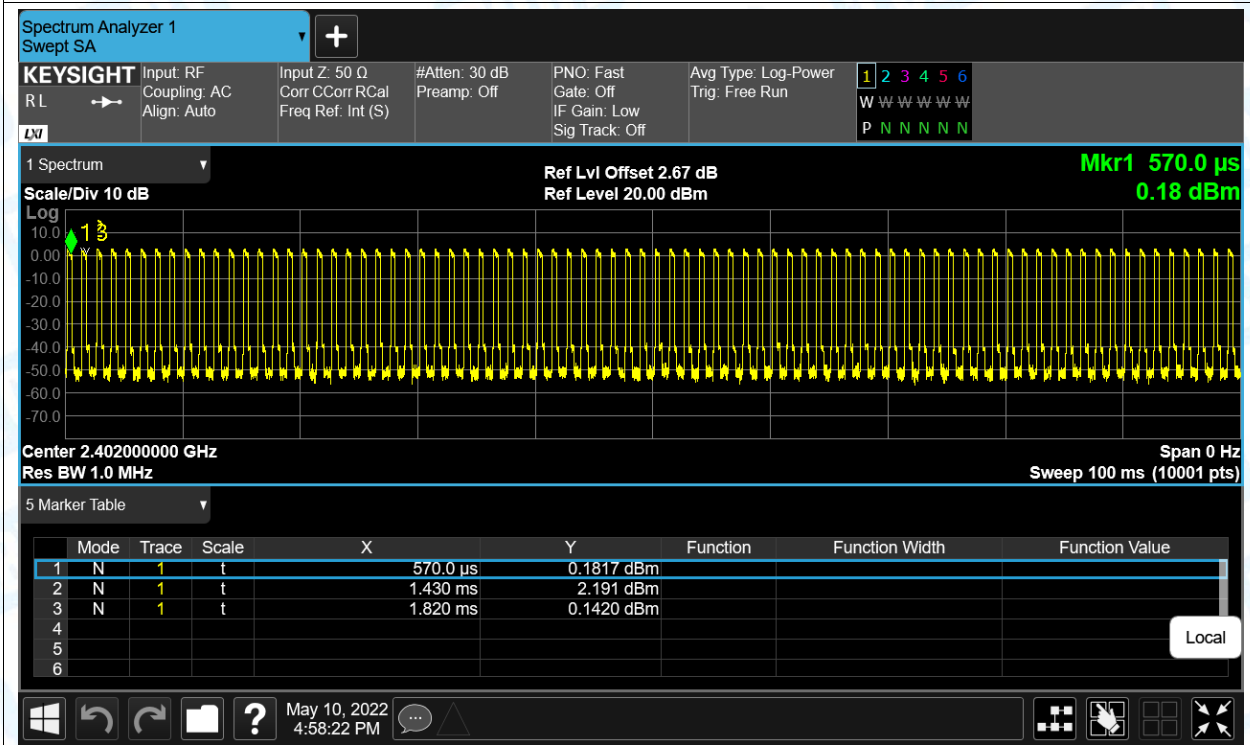 Spectrum Analyzer 1
Swept SA
KEYSIGHT
R L
LXI
Input: RF
Coupling: AC
Align: Auto
Input Z: 50 Ω
Corr CCorr RCal
Freq Ref: Int (S)
#Atten: 30 dB
Preamp: Off
PNO: Fast
Gate: Off
IF Gain: Low
Sig Track: Off
Avg Type: Log-Power
Trig: Free Run
1 2 3 4 5 6
W W W W W W
P N N N N N
1 Spectrum
Scale/Div 10 dB
Ref Lvl Offset 2.67 dB
Ref Level 20.00 dBm
Mkr1 570.0 µs
0.18 dBm
Log
10.0
0.00
-10.0
-20.0
-30.0
-40.0
-50.0
-60.0
-70.0
1 3
Center 2.402000000 GHz
Res BW 1.0 MHz
Span 0 Hz
Sweep 100 ms (10001 pts)
5 Marker Table
Mode Trace Scale X Y Function Function Width Function Value
1 N 1 t 570.0 µs 0.1817 dBm
2 N 1 t 1.430 ms 2.191 dBm
3 N 1 t 1.820 ms 0.1420 dBm
4
5
6
Local
?
May 10, 2022
4:58:22 PM